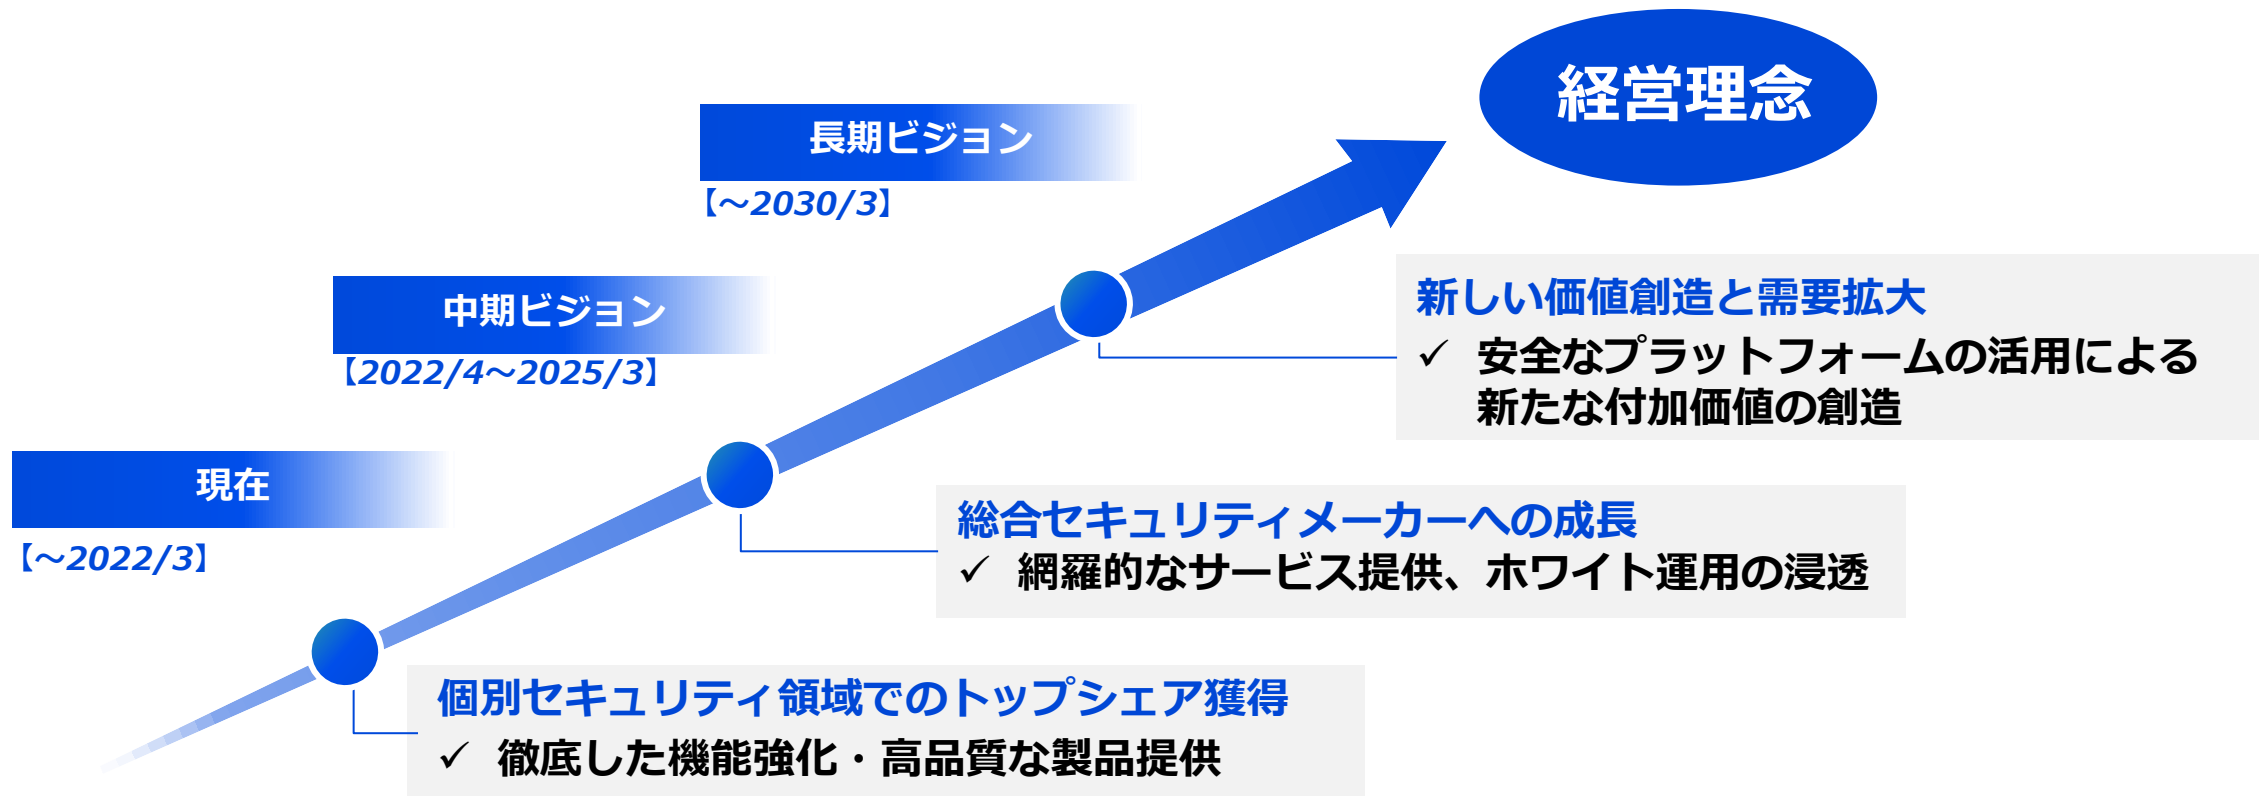 経営理念
長期ビジョン
【～2030/3】
新しい価値創造と需要拡大
✓ 安全なプラットフォームの活用による
新たな付加価値の創造
中期ビジョン
【2022/4～2025/3】
総合セキュリティメーカーへの成長
✓ 網羅的なサービス提供、ホワイト運用の浸透
現在
【～2022/3】
個別セキュリティ領域でのトップシェア獲得
✓ 徹底した機能強化・高品質な製品提供